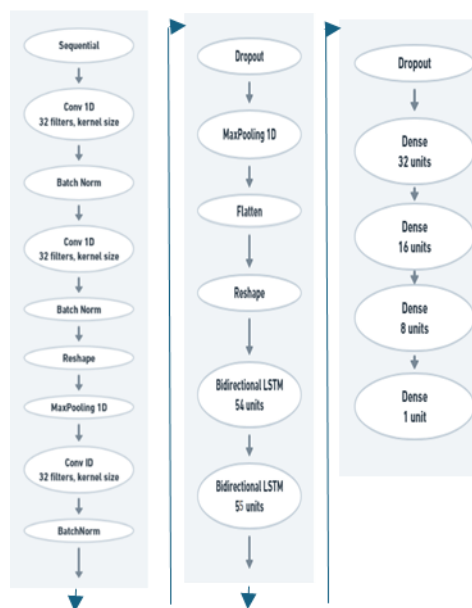 Sequential
Conv 1D
32 filters, kernel size
Batch Norm
Conv 1D
32 filters, kernel size
Batch Norm
Reshape
MaxPooling 1D
Conv ID
32 filters, kernel size
BatchNorm
Dropout
MaxPooling 1D
Flatten
Reshape
Bidirectional LSTM
54 units
Bidirectional LSTM
55 units
Dropout
Dense
32 units
Dense
16 units
Dense
8 units
Dense
1 unit